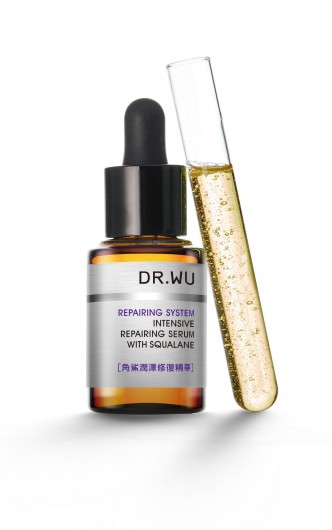 DR.WU
REPAIRING SYSTEM
INTENSIVE
REPAIRING SERUM
WITH SQUALANE
[角鯊潤澤修復精華]